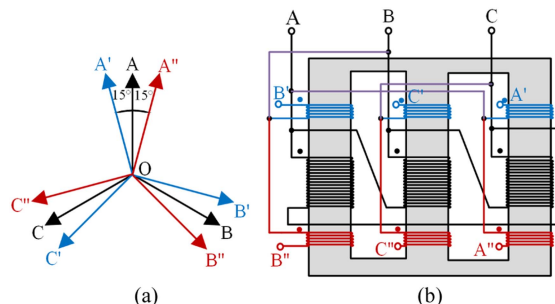 A
A'
A"
15° 15°
O
C"
C
C'
B'
B
B"
(a)
A B C
B' C' A'
B" C" A"
(b)